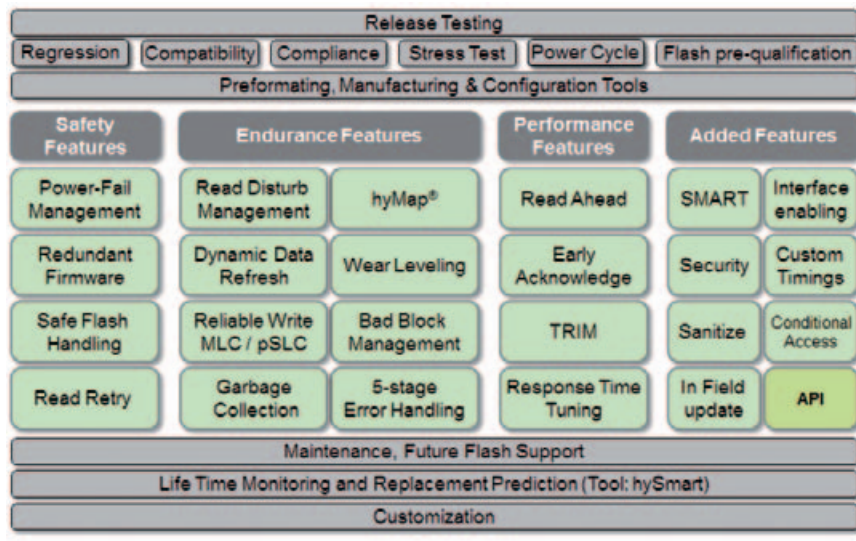 Release Testing
Regression Compatibility Compliance Stress Test Power Cycle Flash pre-qualification
Preformating, Manufacturing & Configuration Tools
Safety
Features
Endurance Features
Performance
Features
Added Features
Power-Fail
Management
Read Disturb
Management
hyMap®
Read Ahead
SMART
Interface
enabling
Redundant
Firmware
Dynamic Data
Refresh
Wear Leveling
Early
Acknowledge
Security
Custom
Timings
Safe Flash
Handling
Reliable Write
MLC / pSLC
Bad Block
Management
TRIM
Sanitize
Conditional
Access
Read Retry
Garbage
Collection
5-stage
Error Handling
Response Time
Tuning
In Field
update
API
Maintenance, Future Flash Support
Life Time Monitoring and Replacement Prediction (Tool: hySmart)
Customization